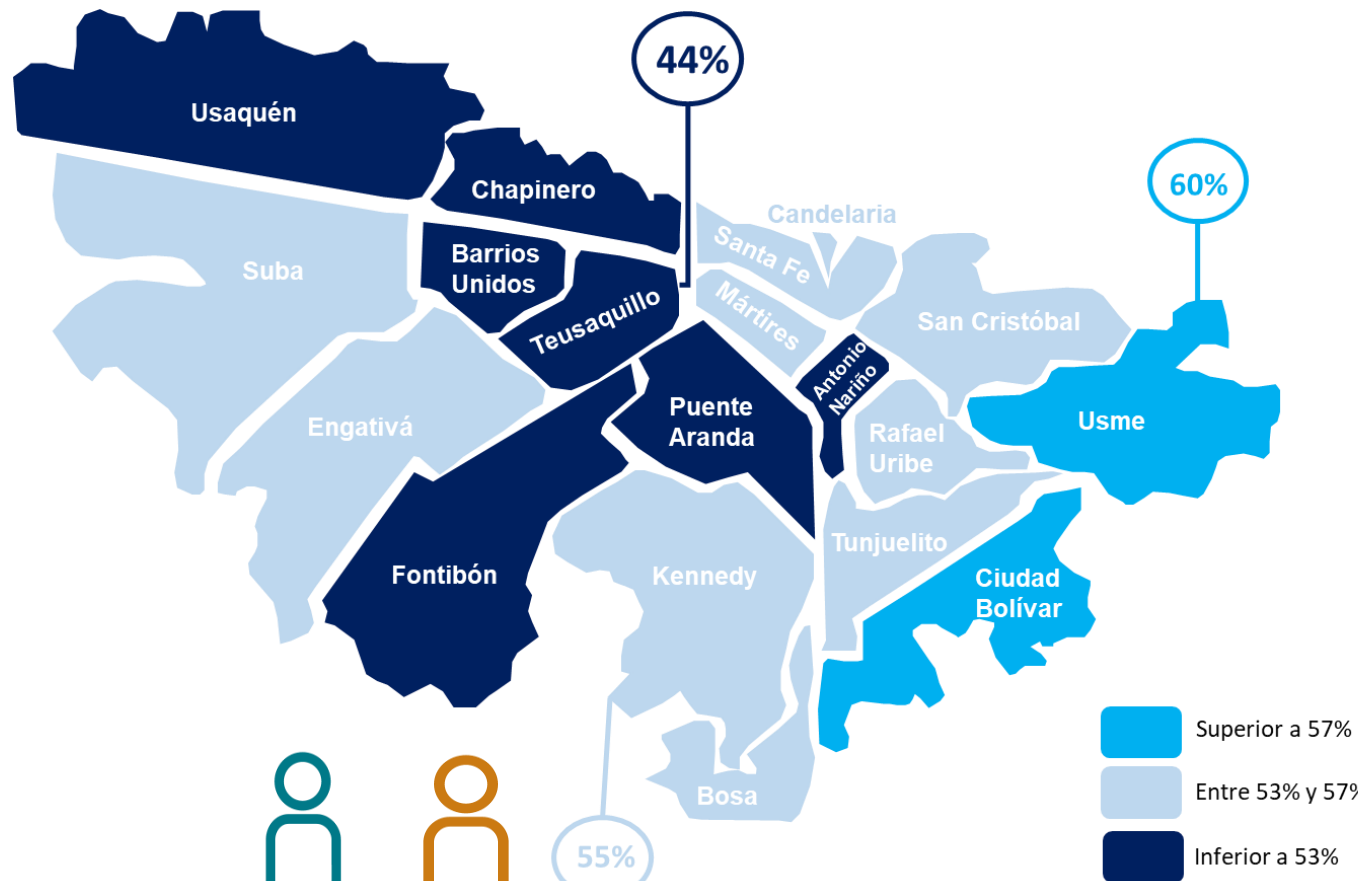 44%
Usaquén
60%
Chapinero
Candelaria
Santa Fe
Barrios
Unidos
Suba
Teusaquillo
Mártires
San Cristóbal
Antonio
Nariño
Puente
Aranda
Usme
Engativá
Rafael
Uribe
Tunjuelito
Fontibón
Kennedy
Ciudad
Bolívar
Superior a 57%
Entre 53% y 57%
Bosa
55%
Inferior a 53%